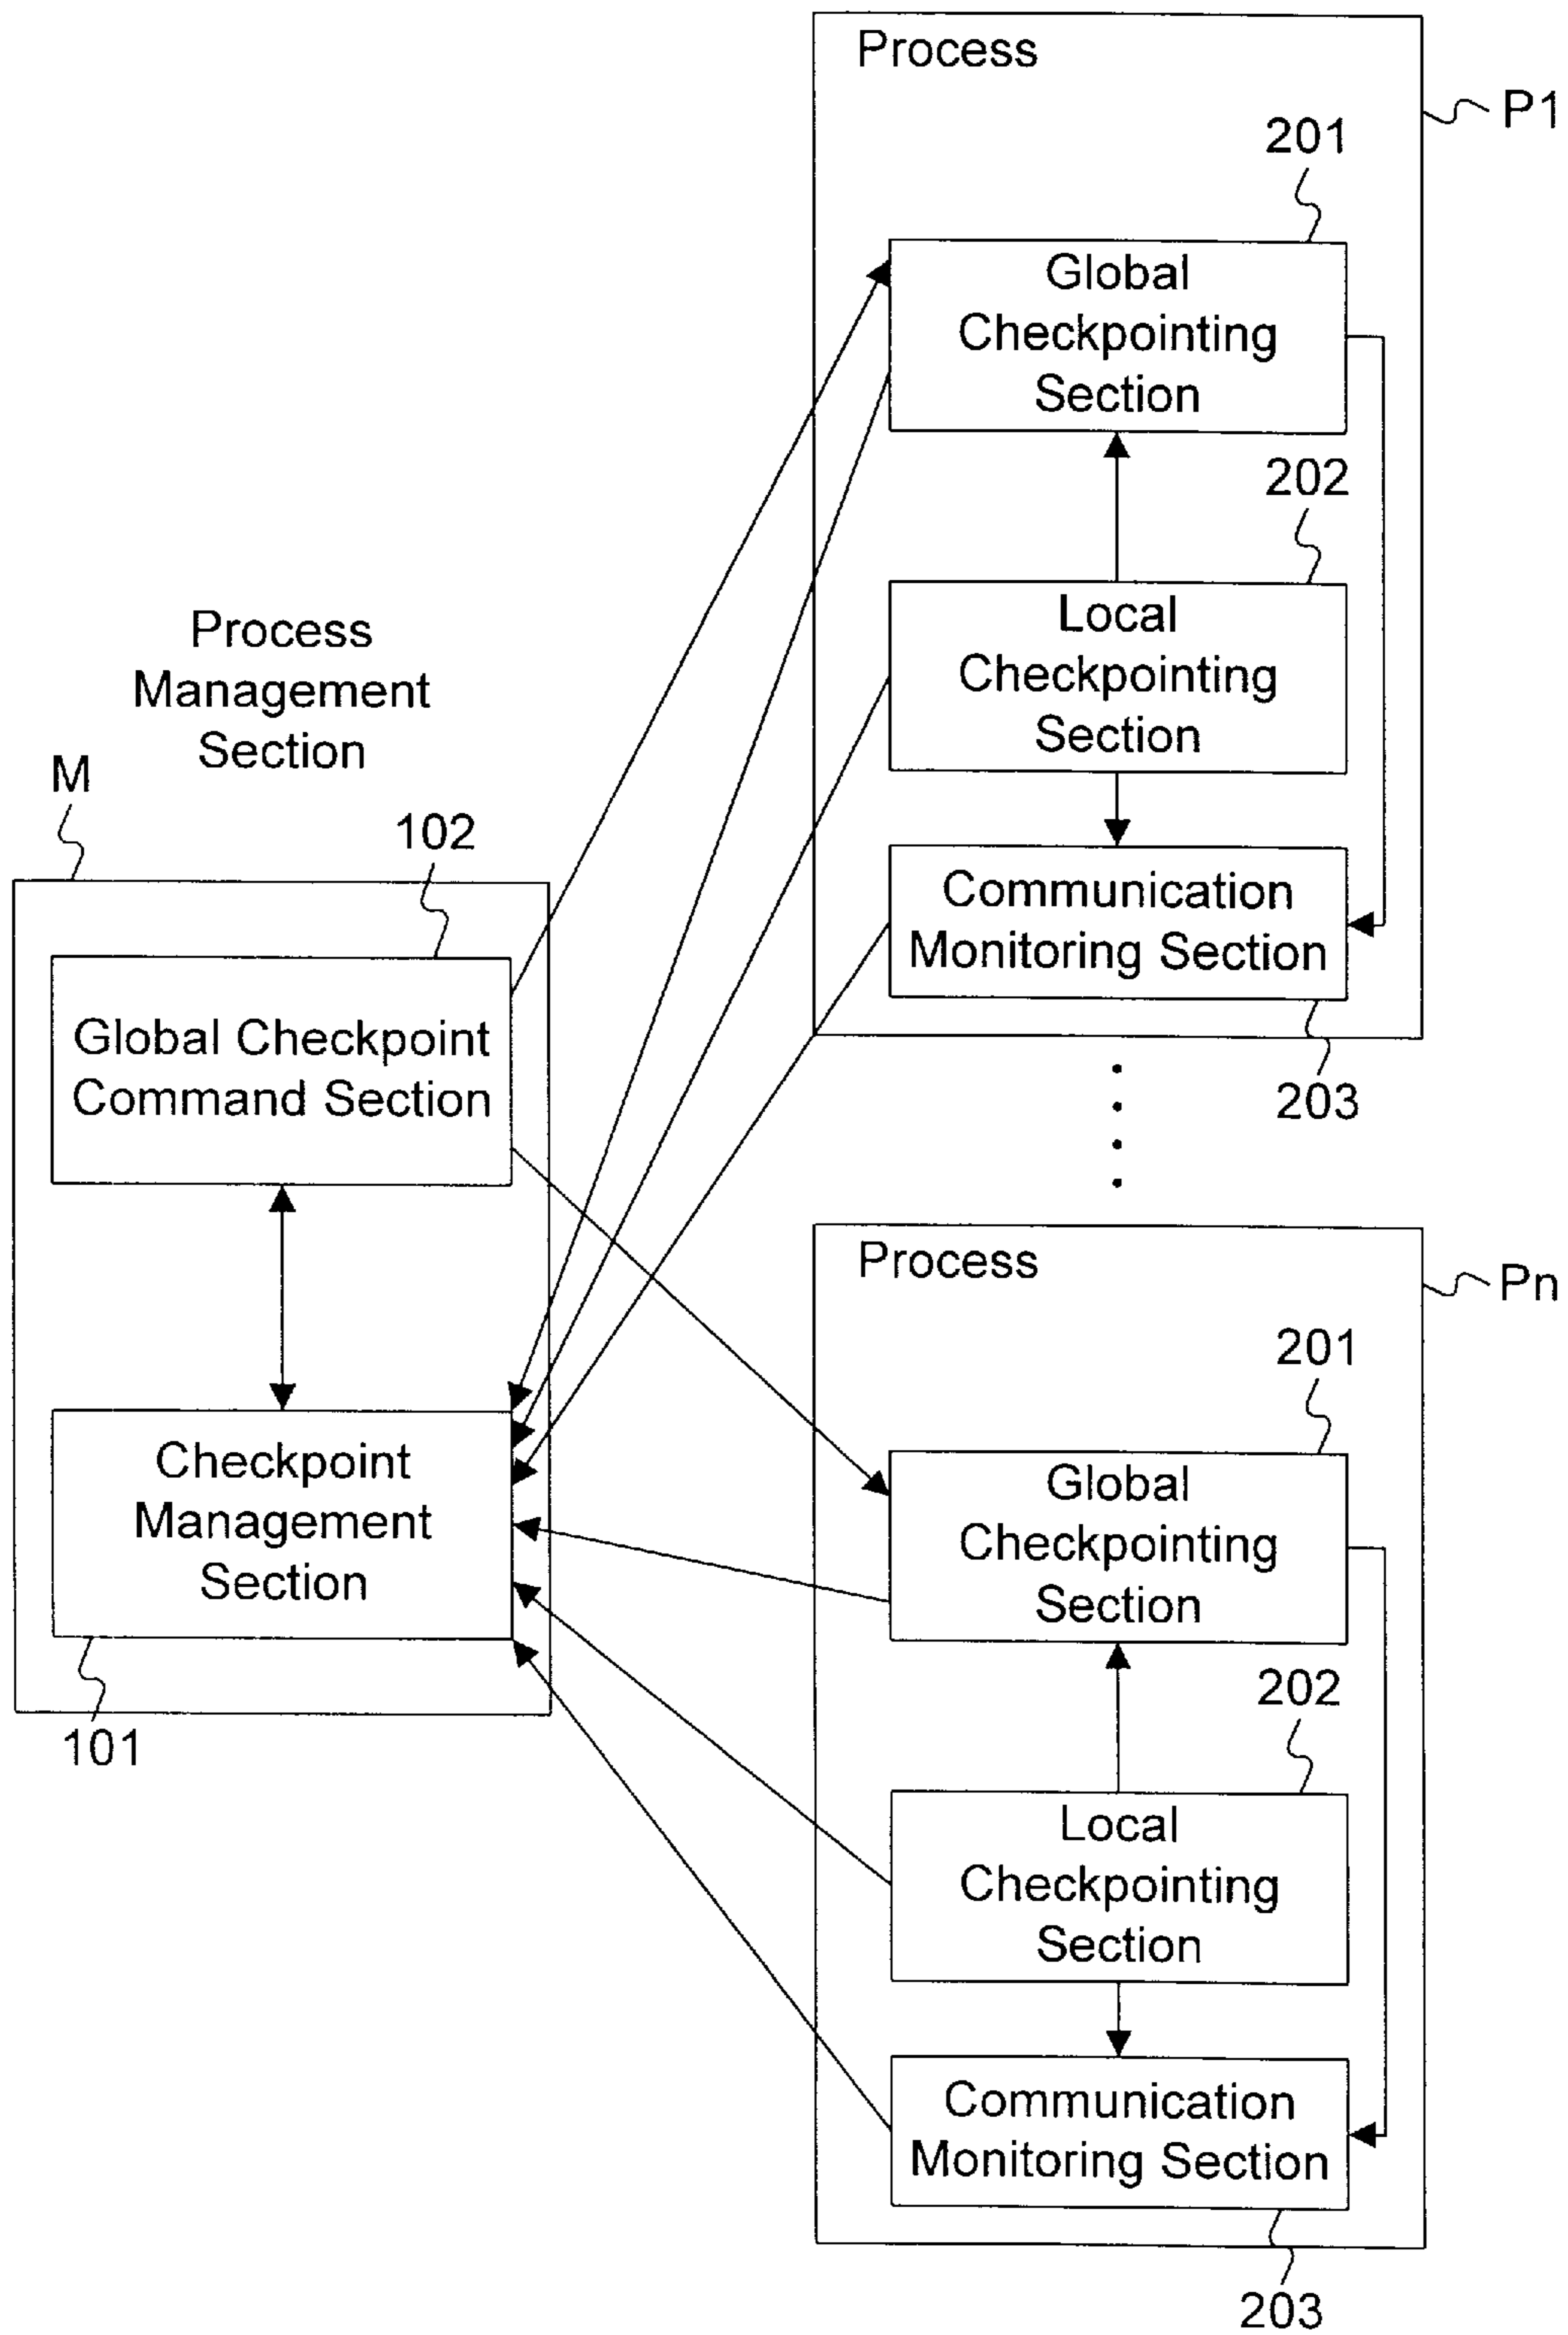 Process
P1
201
Global
Checkpointing
Section
202
Local
Checkpointing
Section
Communication
Monitoring Section
203
Process
Management
Section
M
102
Global Checkpoint
Command Section
Checkpoint
Management
Section
101
Process
Pn
201
Global
Checkpointing
Section
202
Local
Checkpointing
Section
Communication
Monitoring Section
203